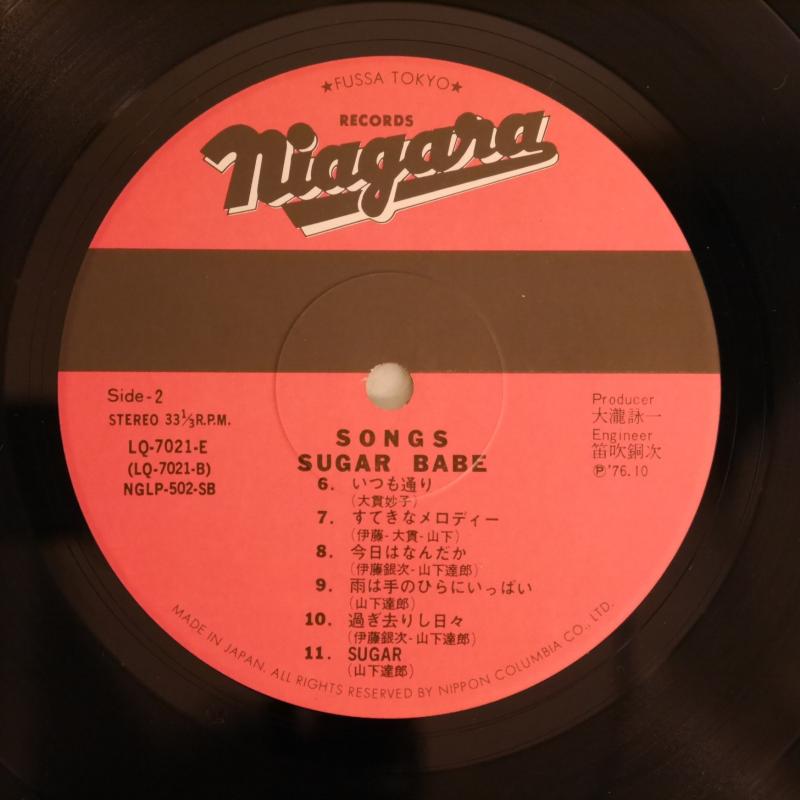 ★FUSSA TOKYO★
RECORDS
Niagara
Side-2
STEREO 33⅓R.P.M.
LQ-7021-E
(LQ-7021-B)
NGLP-502-SB
Producer
大瀧詠一
Engineer
笛吹銅次
Ⓟ'76.10
SONGS
SUGAR BABE
6. いつも通り
(大貫妙子)
7. すてきなメロディー
(伊藤-大貫-山下)
8. 今日はなんだか
(伊藤銀次-山下達郎)
9. 雨は手のひらにいっぱい
(山下達郎)
10. 過ぎ去りし日々
(伊藤銀次-山下達郎)
11. SUGAR
(山下達郎)
MADE IN JAPAN. ALL RIGHTS RESERVED BY NIPPON COLUMBIA CO., LTD.